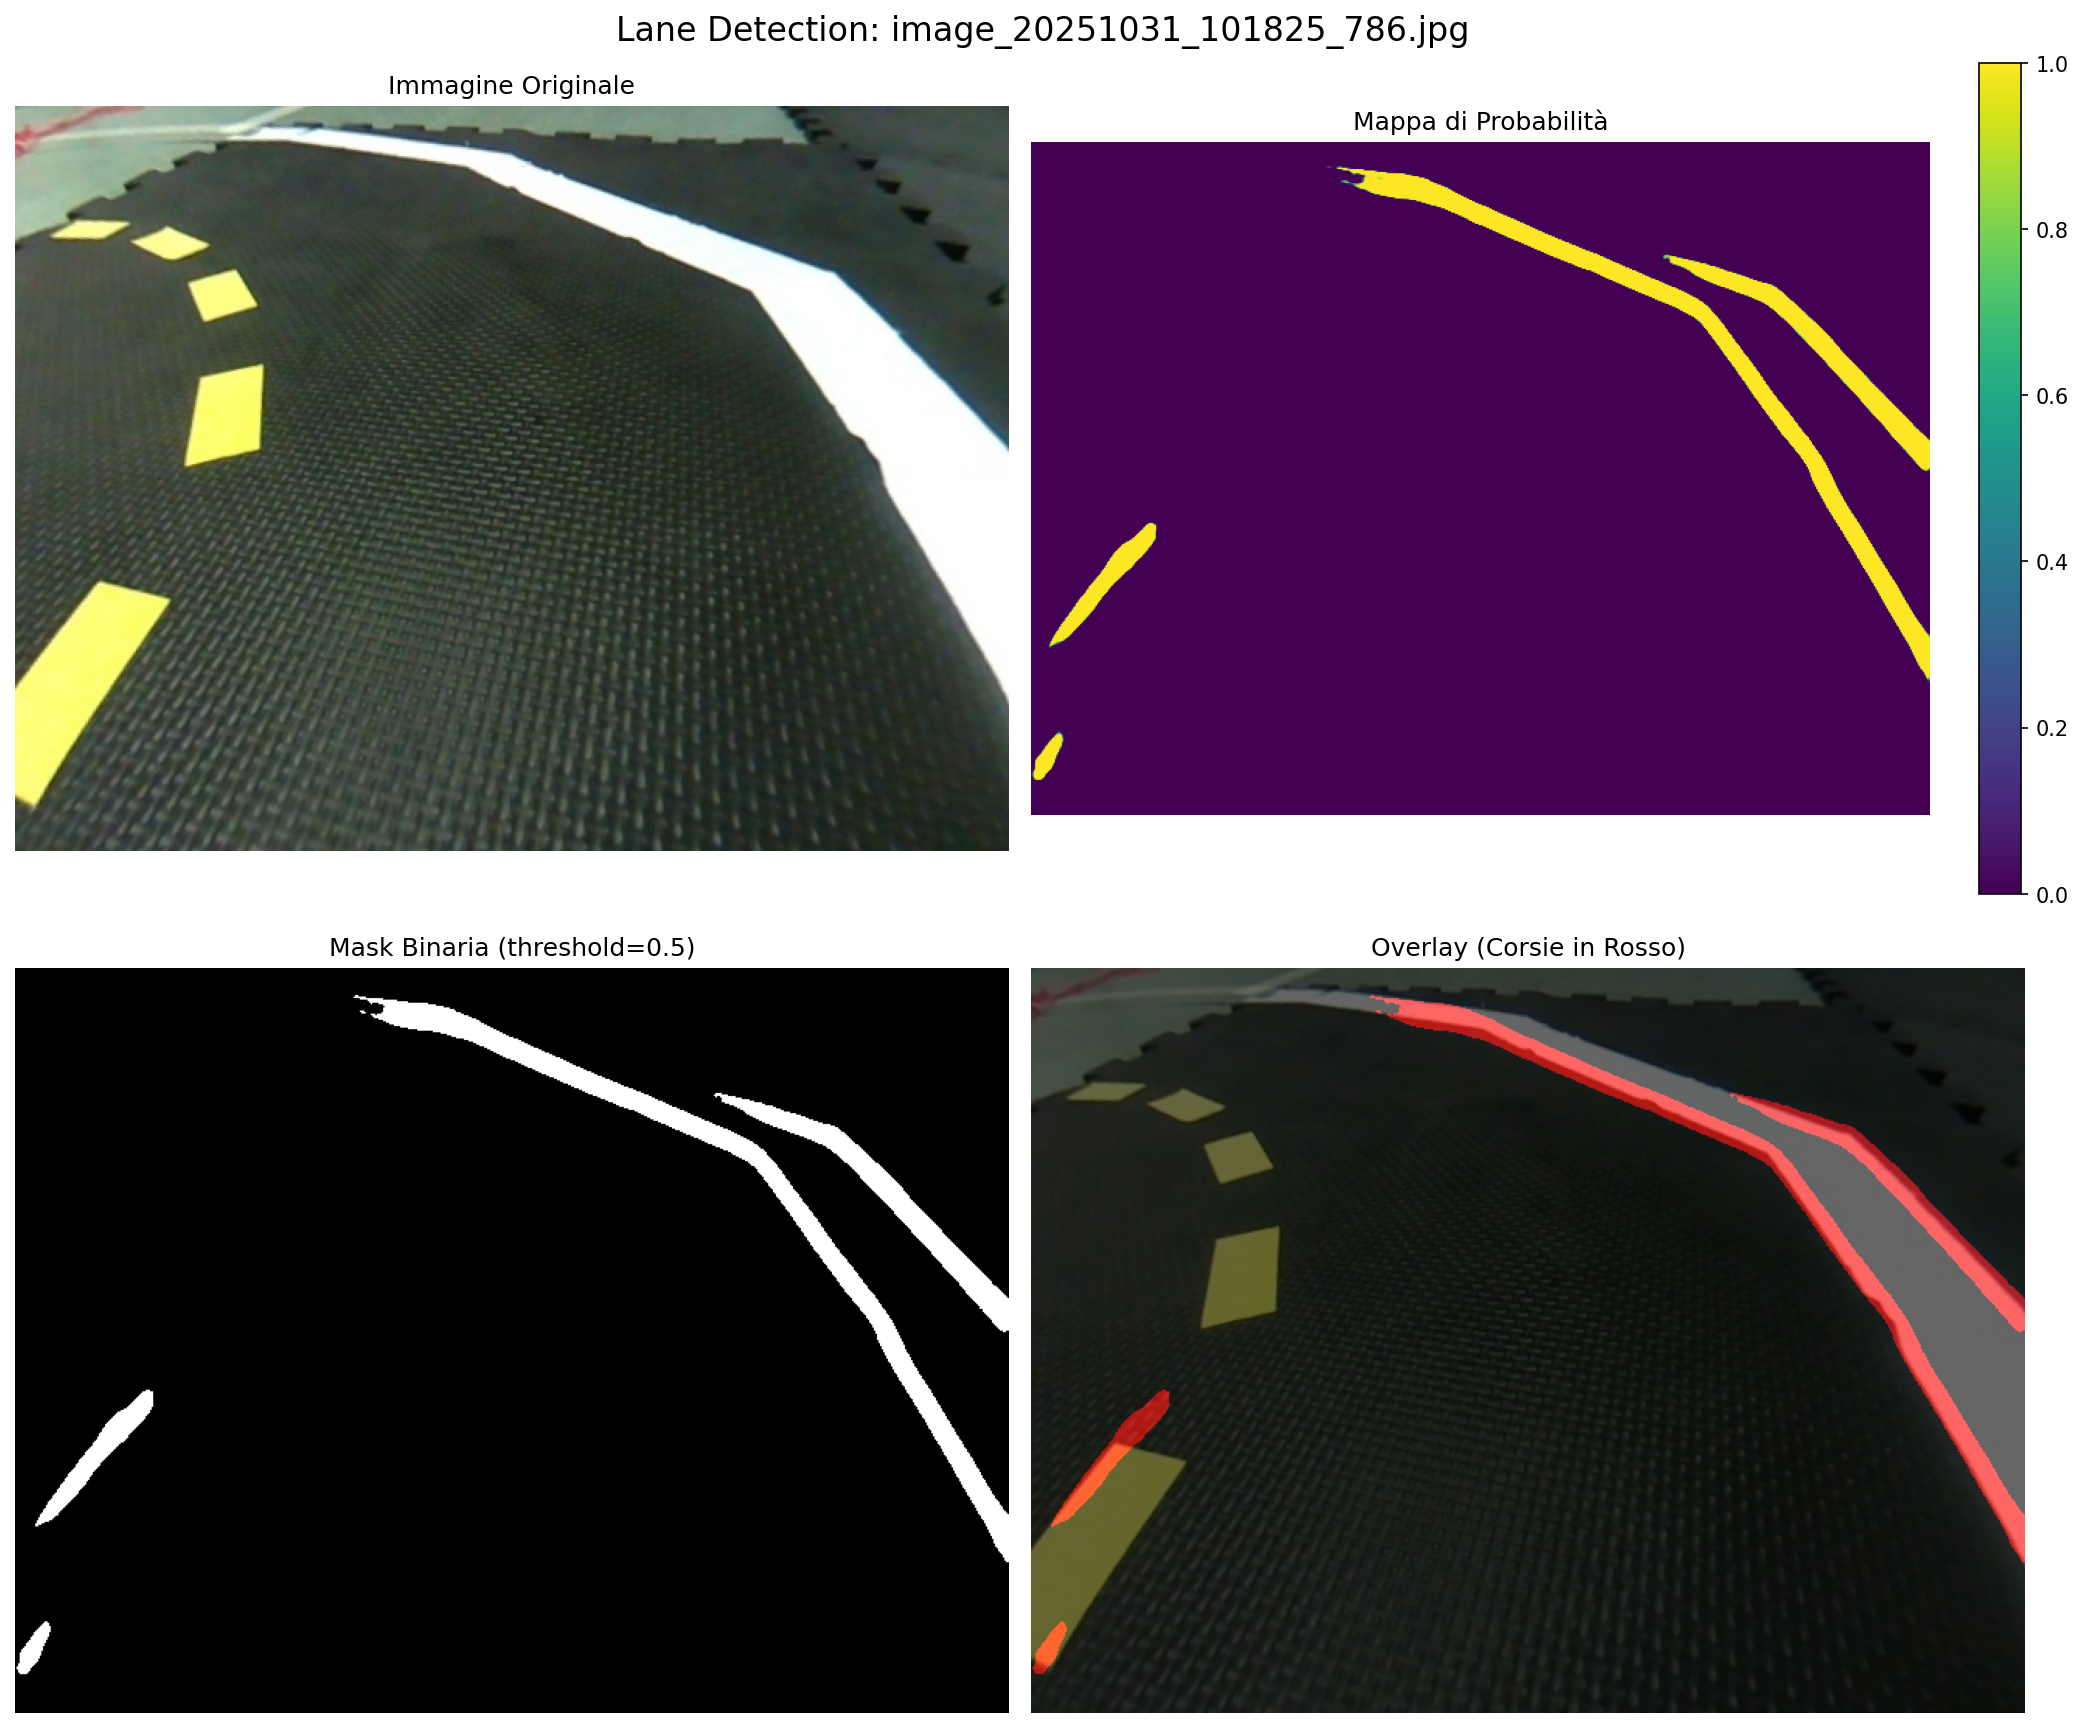 Lane Detection: image_20251031_101825_786.jpg
Immagine Originale
Mappa di Probabilità
1.0
0.8
0.6
0.4
0.2
0.0
Mask Binaria (threshold=0.5)
Overlay (Corsie in Rosso)